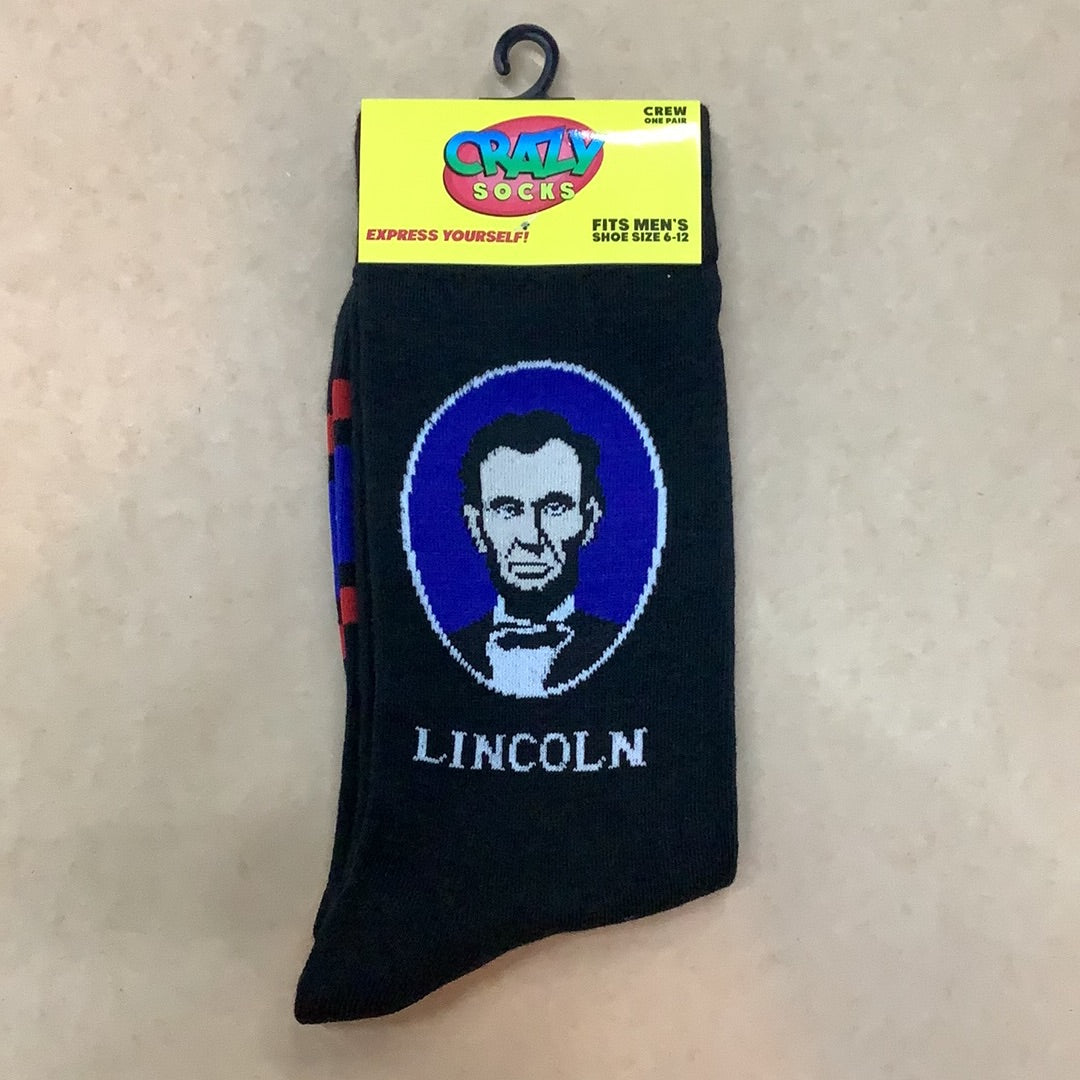 CREW
ONE PAIR
CRAZY
SOCKS
EXPRESS YOURSELF!
FITS MEN'S
SHOE SIZE 6-12
LINCOLN